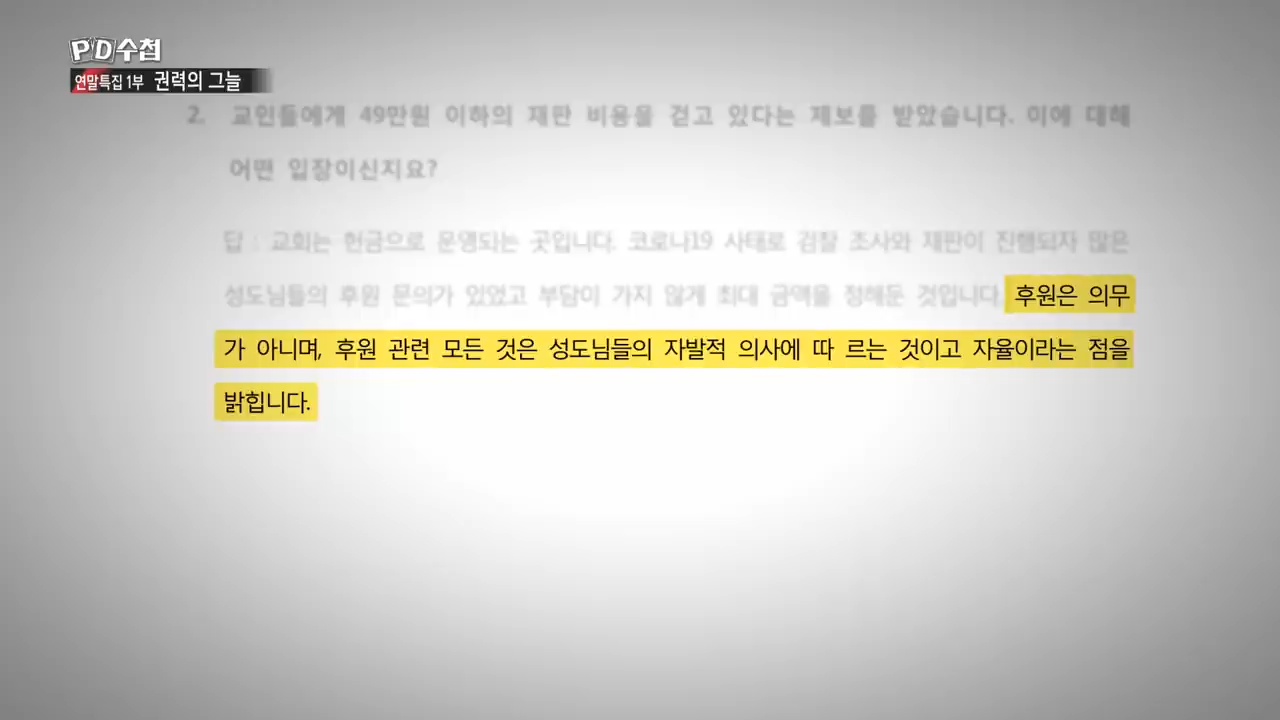 PD수첩
연말특집 1부 권력의 그늘
2. 교인들에게 49만원 이하의 재판 비용을 걷고 있다는 제보를 받았습니다. 이에 대해
어떤 입장이신지요?
답 : 교회는 헌금으로 운영되는 곳입니다. 코로나19 사태로 검찰 조사와 재판이 진행되자 많은
성도님들의 후원 문의가 있었고 부담이 가지 않게 최대 금액을 정해둔 것입니다 후원은 의무
가 아니며, 후원 관련 모든 것은 성도님들의 자발적 의사에 따 르는 것이고 자율이라는 점을
밝힙니다.